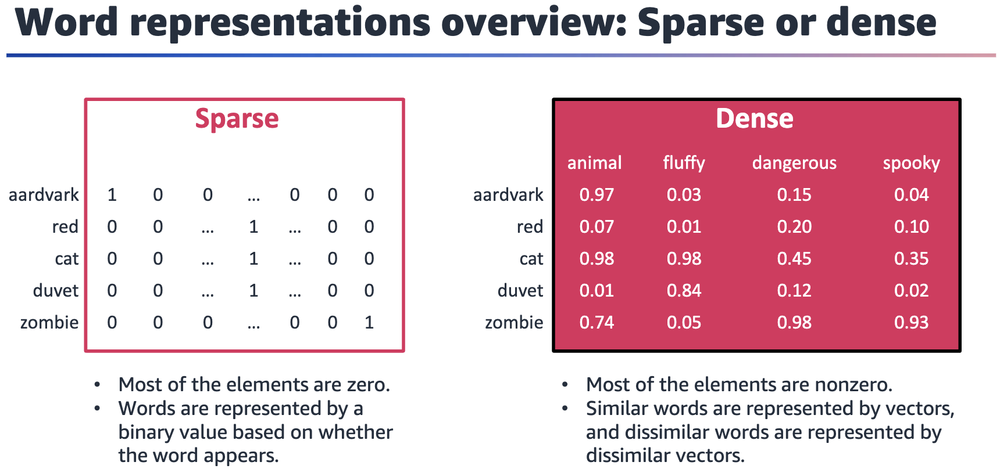 Word representations overview: Sparse or dense
Sparse
aardvark 1 0 0 ... 0 0 0
red 0 0 ... 1 ... 0 0
cat 0 0 ... 1 ... 0 0
duvet 0 0 ... 1 ... 0 0
zombie 0 0 0 ... 0 0 1
• Most of the elements are zero.
• Words are represented by a
binary value based on whether
the word appears.
Dense
animal fluffy dangerous spooky
aardvark 0.97 0.03 0.15 0.04
red 0.07 0.01 0.20 0.10
cat 0.98 0.98 0.45 0.35
duvet 0.01 0.84 0.12 0.02
zombie 0.74 0.05 0.98 0.93
• Most of the elements are nonzero.
• Similar words are represented by vectors,
and dissimilar words are represented by
dissimilar vectors.